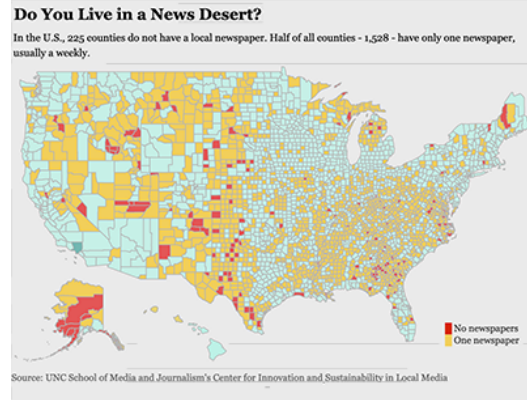 Do You Live in a News Desert?
In the U.S., 225 counties do not have a local newspaper. Half of all counties - 1,528 - have only one newspaper,
usually a weekly.
No newspapers
One newspaper
Source: UNC School of Media and Journalism's Center for Innovation and Sustainability in Local Media